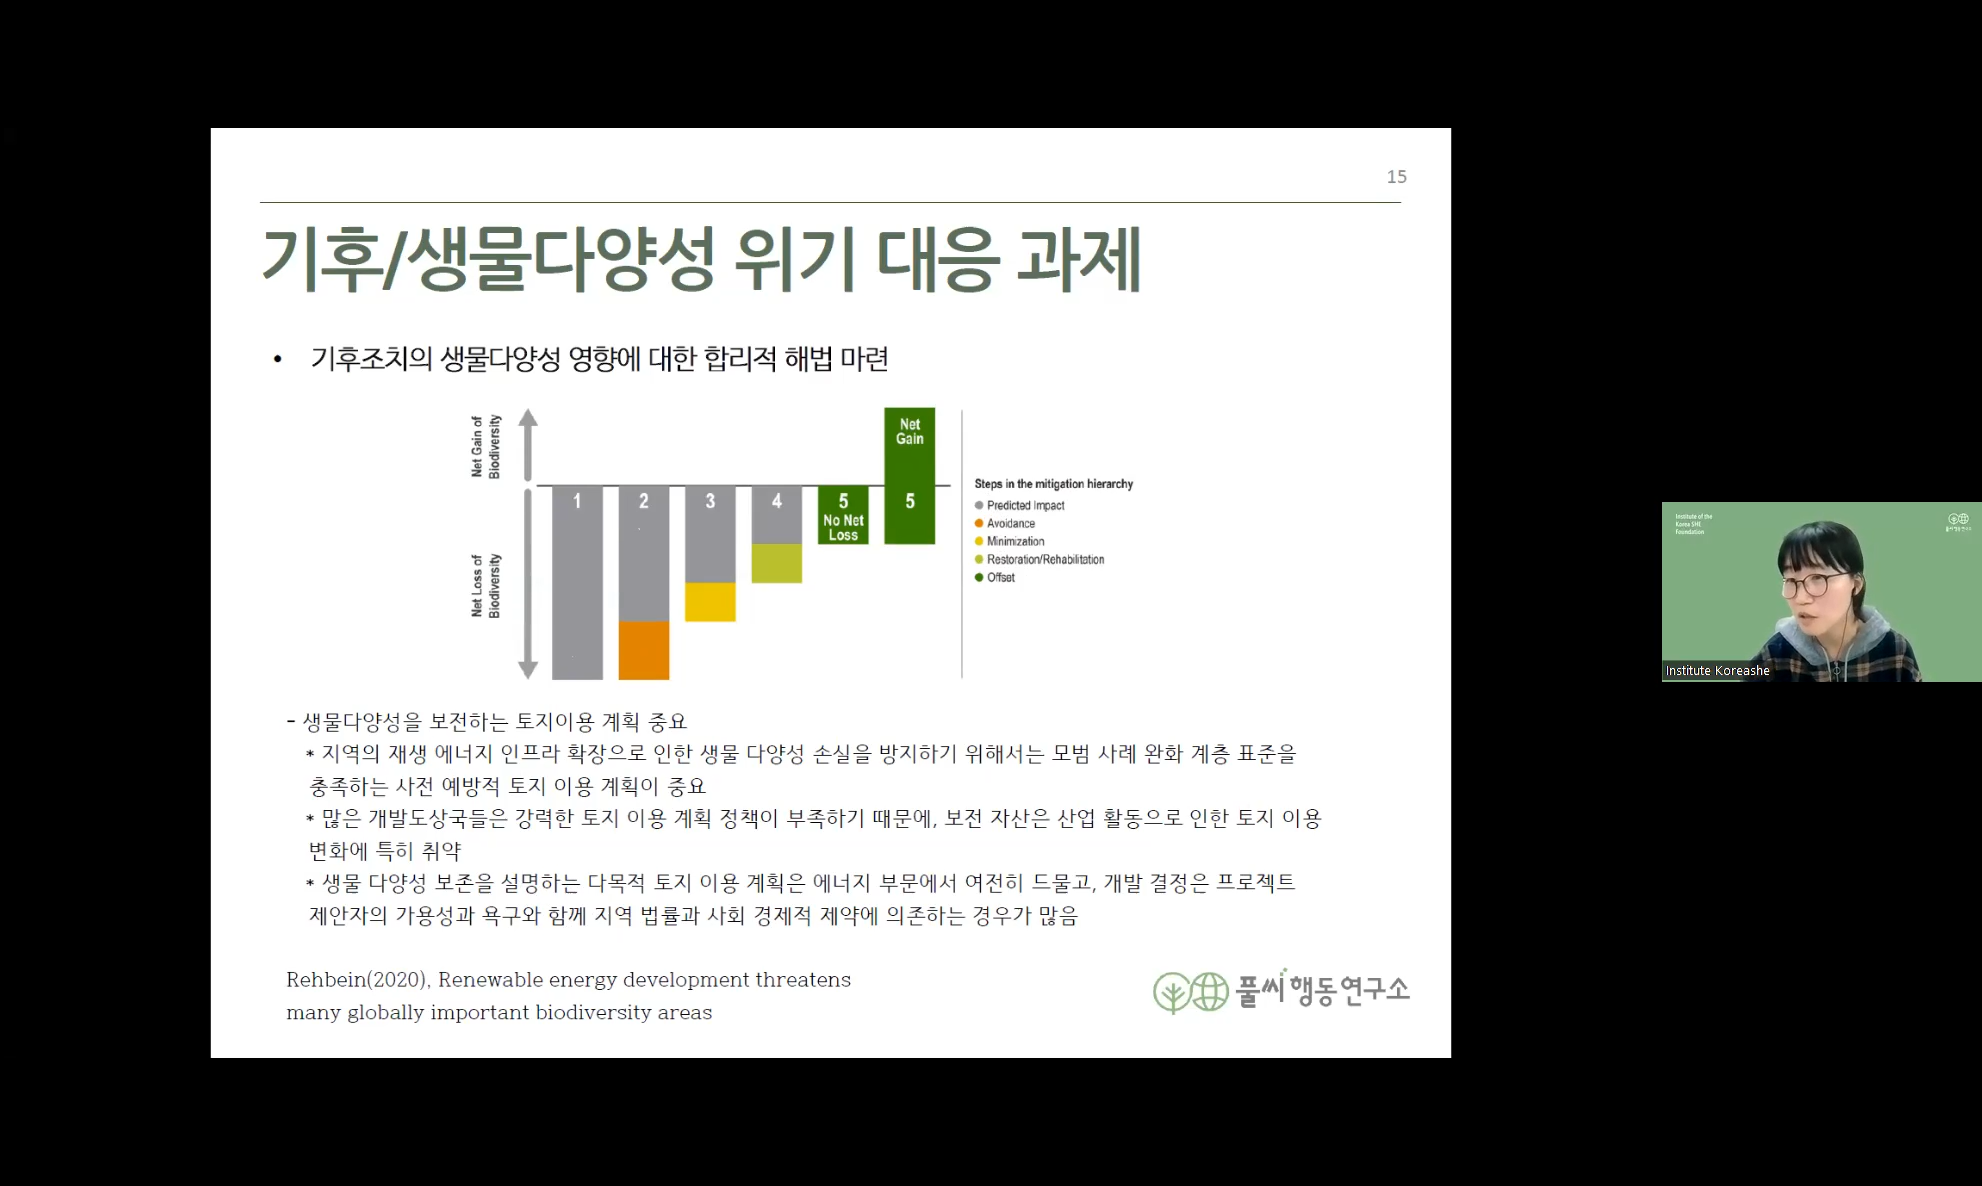 15
기후/생물다양성 위기 대응 과제
• 기후조치의 생물다양성 영향에 대한 합리적 해법 마련
Net Gain of
Biodiversity
Net Loss of
Biodiversity
1
2
3
4
5
No Net
Loss
Net
Gain
5
Steps in the mitigation hierarchy
Predicted Impact
Avoidance
Minimization
Restoration/Rehabilitation
Offset
- 생물다양성을 보전하는 토지이용 계획 중요
* 지역의 재생 에너지 인프라 확장으로 인한 생물 다양성 손실을 방지하기 위해서는 모범 사례 완화 계층 표준을
충족하는 사전 예방적 토지 이용 계획이 중요
* 많은 개발도상국들은 강력한 토지 이용 계획 정책이 부족하기 때문에, 보전 자산은 산업 활동으로 인한 토지 이용
변화에 특히 취약
* 생물 다양성 보존을 설명하는 다목적 토지 이용 계획은 에너지 부문에서 여전히 드물고, 개발 결정은 프로젝트
제안자의 가용성과 욕구와 함께 지역 법률과 사회 경제적 제약에 의존하는 경우가 많음
Rehbein(2020), Renewable energy development threatens
many globally important biodiversity areas
풀씨행동연구소
Institute of the
Korea SHE
Foundation
풀씨행동연구소
Institute Koreashe